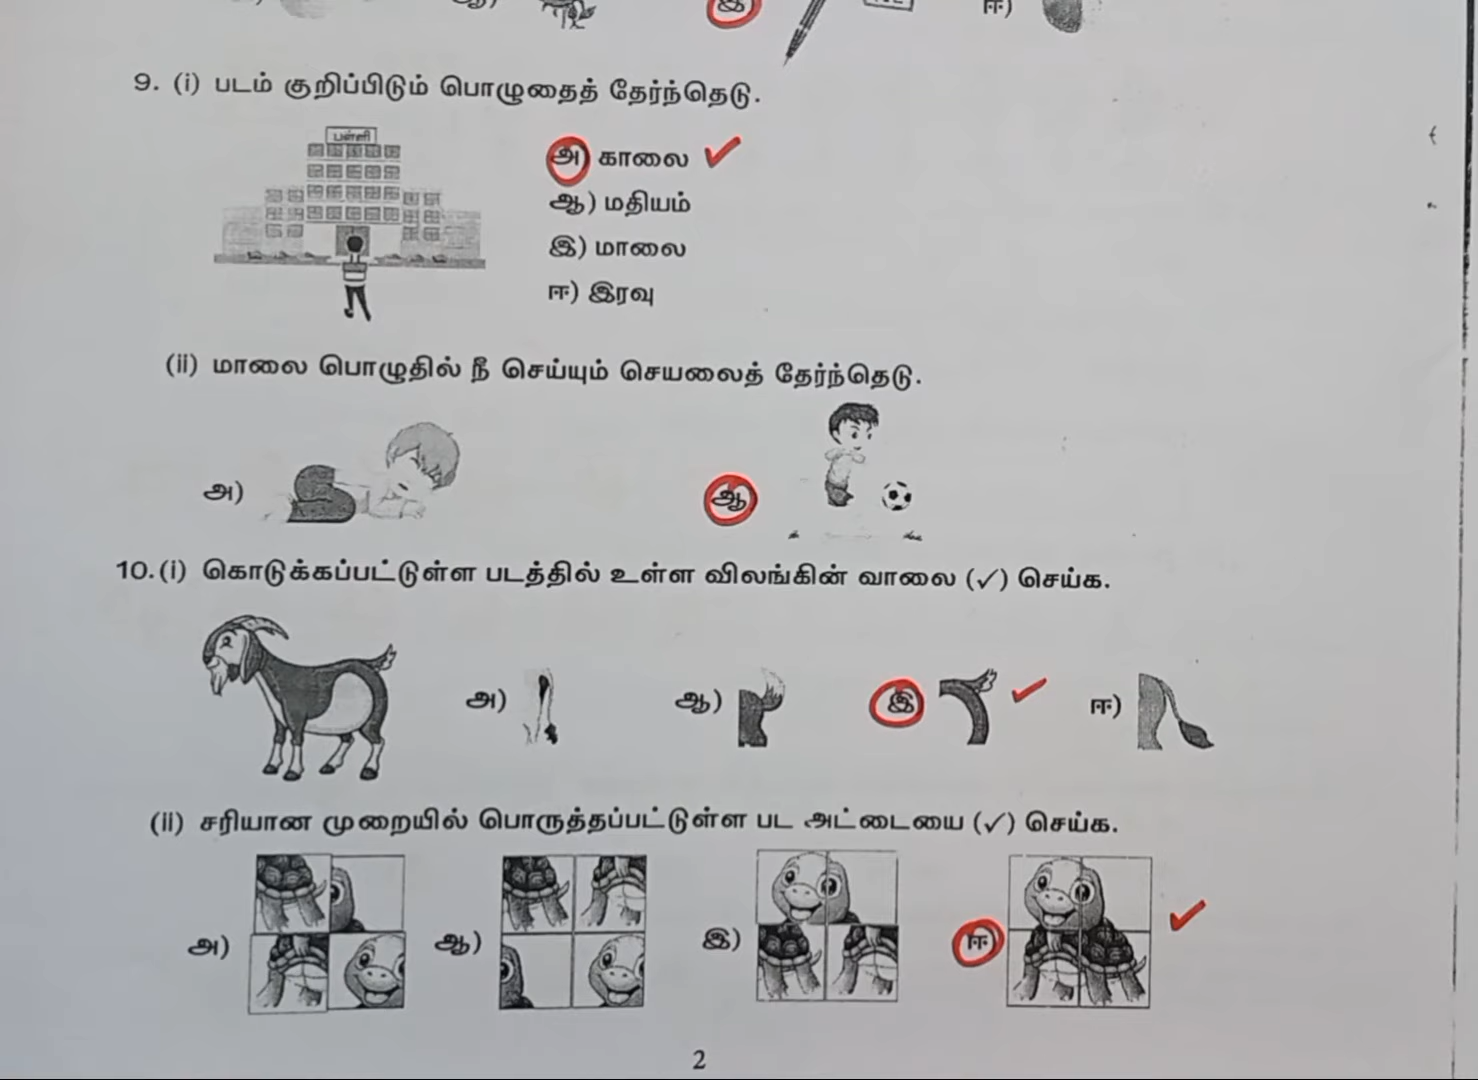 ஆ) இ ஈ)
9. (i) படம் குறிப்பிடும் பொழுதைத் தேர்ந்தெடு.
பள்ளி
அ) காலை ✓
ஆ) மதியம்
இ) மாலை
ஈ) இரவு
(ii) மாலை பொழுதில் நீ செய்யும் செயலைத் தேர்ந்தெடு.
அ) ஆ)
10. (i) கொடுக்கப்பட்டுள்ள படத்தில் உள்ள விலங்கின் வாலை (✓) செய்க.
அ) ஆ) இ) ✓ ஈ)
(ii) சரியான முறையில் பொருத்தப்பட்டுள்ள பட அட்டையை (✓) செய்க.
அ) ஆ) இ) ஈ) ✓
2